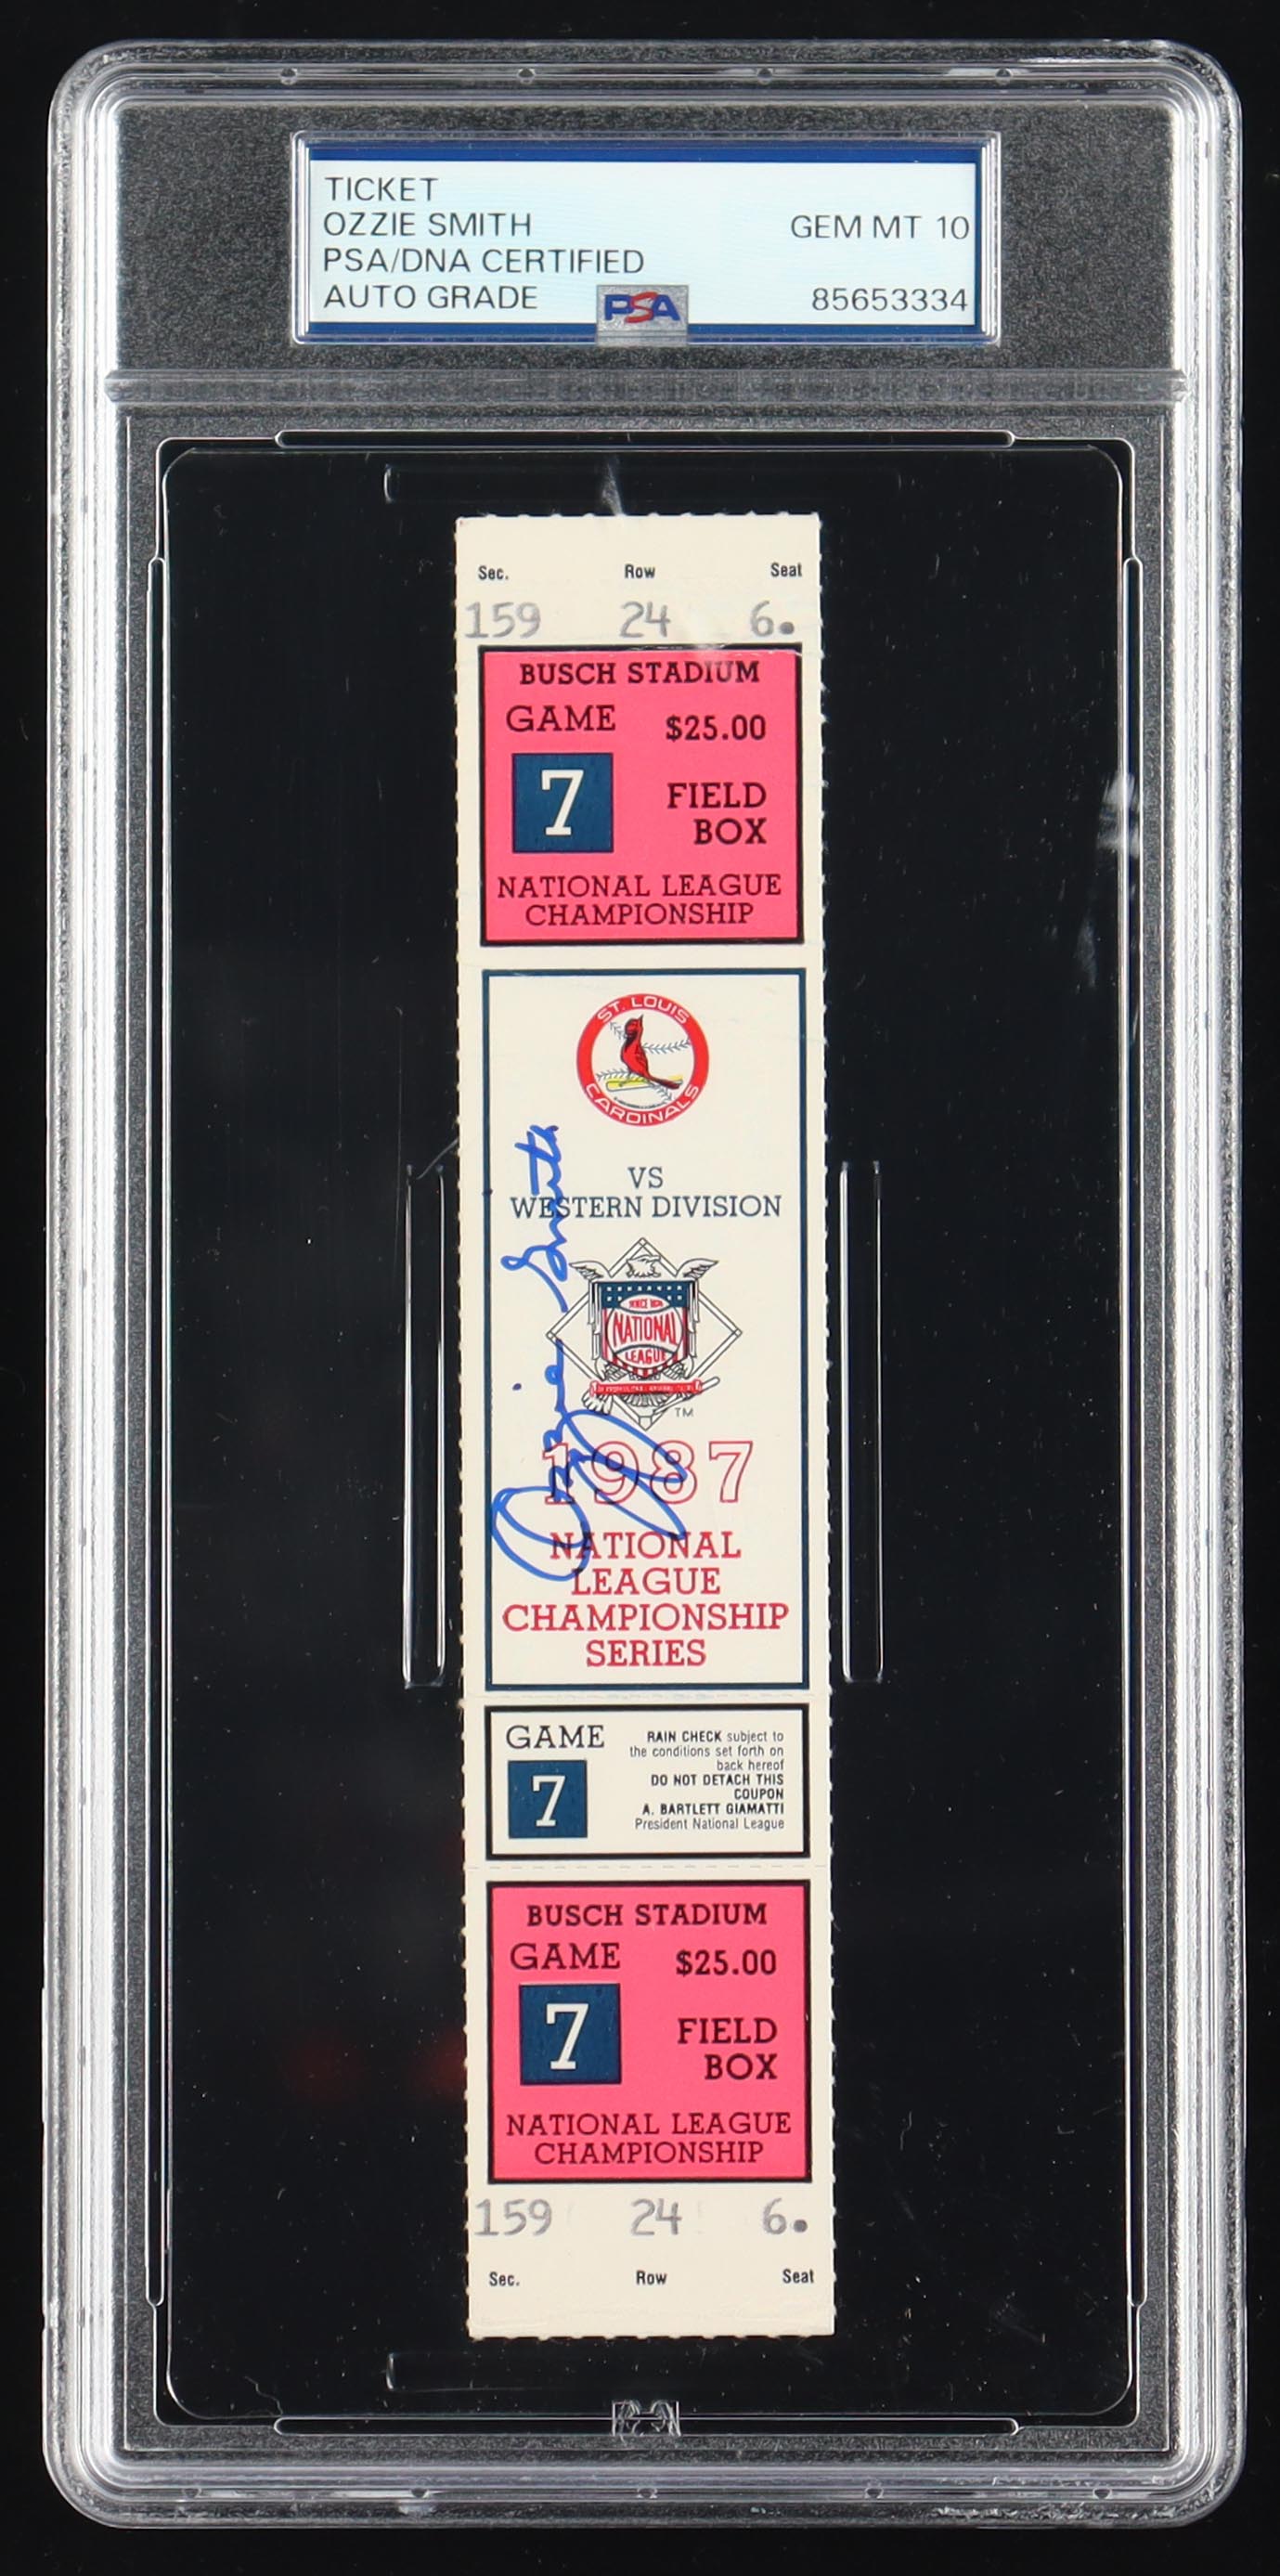 TICKET
OZZIE SMITH GEM MT 10
PSA/DNA CERTIFIED
AUTO GRADE 85653334
PSA
Sec. Row Seat
159 24 6.
BUSCH STADIUM
GAME $25.00
7 FIELD
BOX
NATIONAL LEAGUE
CHAMPIONSHIP
ST. LOUIS
CARDINALS
VS
WESTERN DIVISION
Ozzie Smith
SINCE 1876
NATIONAL
LEAGUE
TM
1987
NATIONAL
LEAGUE
CHAMPIONSHIP
SERIES
GAME
7
RAIN CHECK subject to
the conditions set forth on
back hereof
DO NOT DETACH THIS
COUPON
A. BARTLETT GIAMATTI
President National League
BUSCH STADIUM
GAME $25.00
7 FIELD
BOX
NATIONAL LEAGUE
CHAMPIONSHIP
159 24 6.
Sec. Row Seat